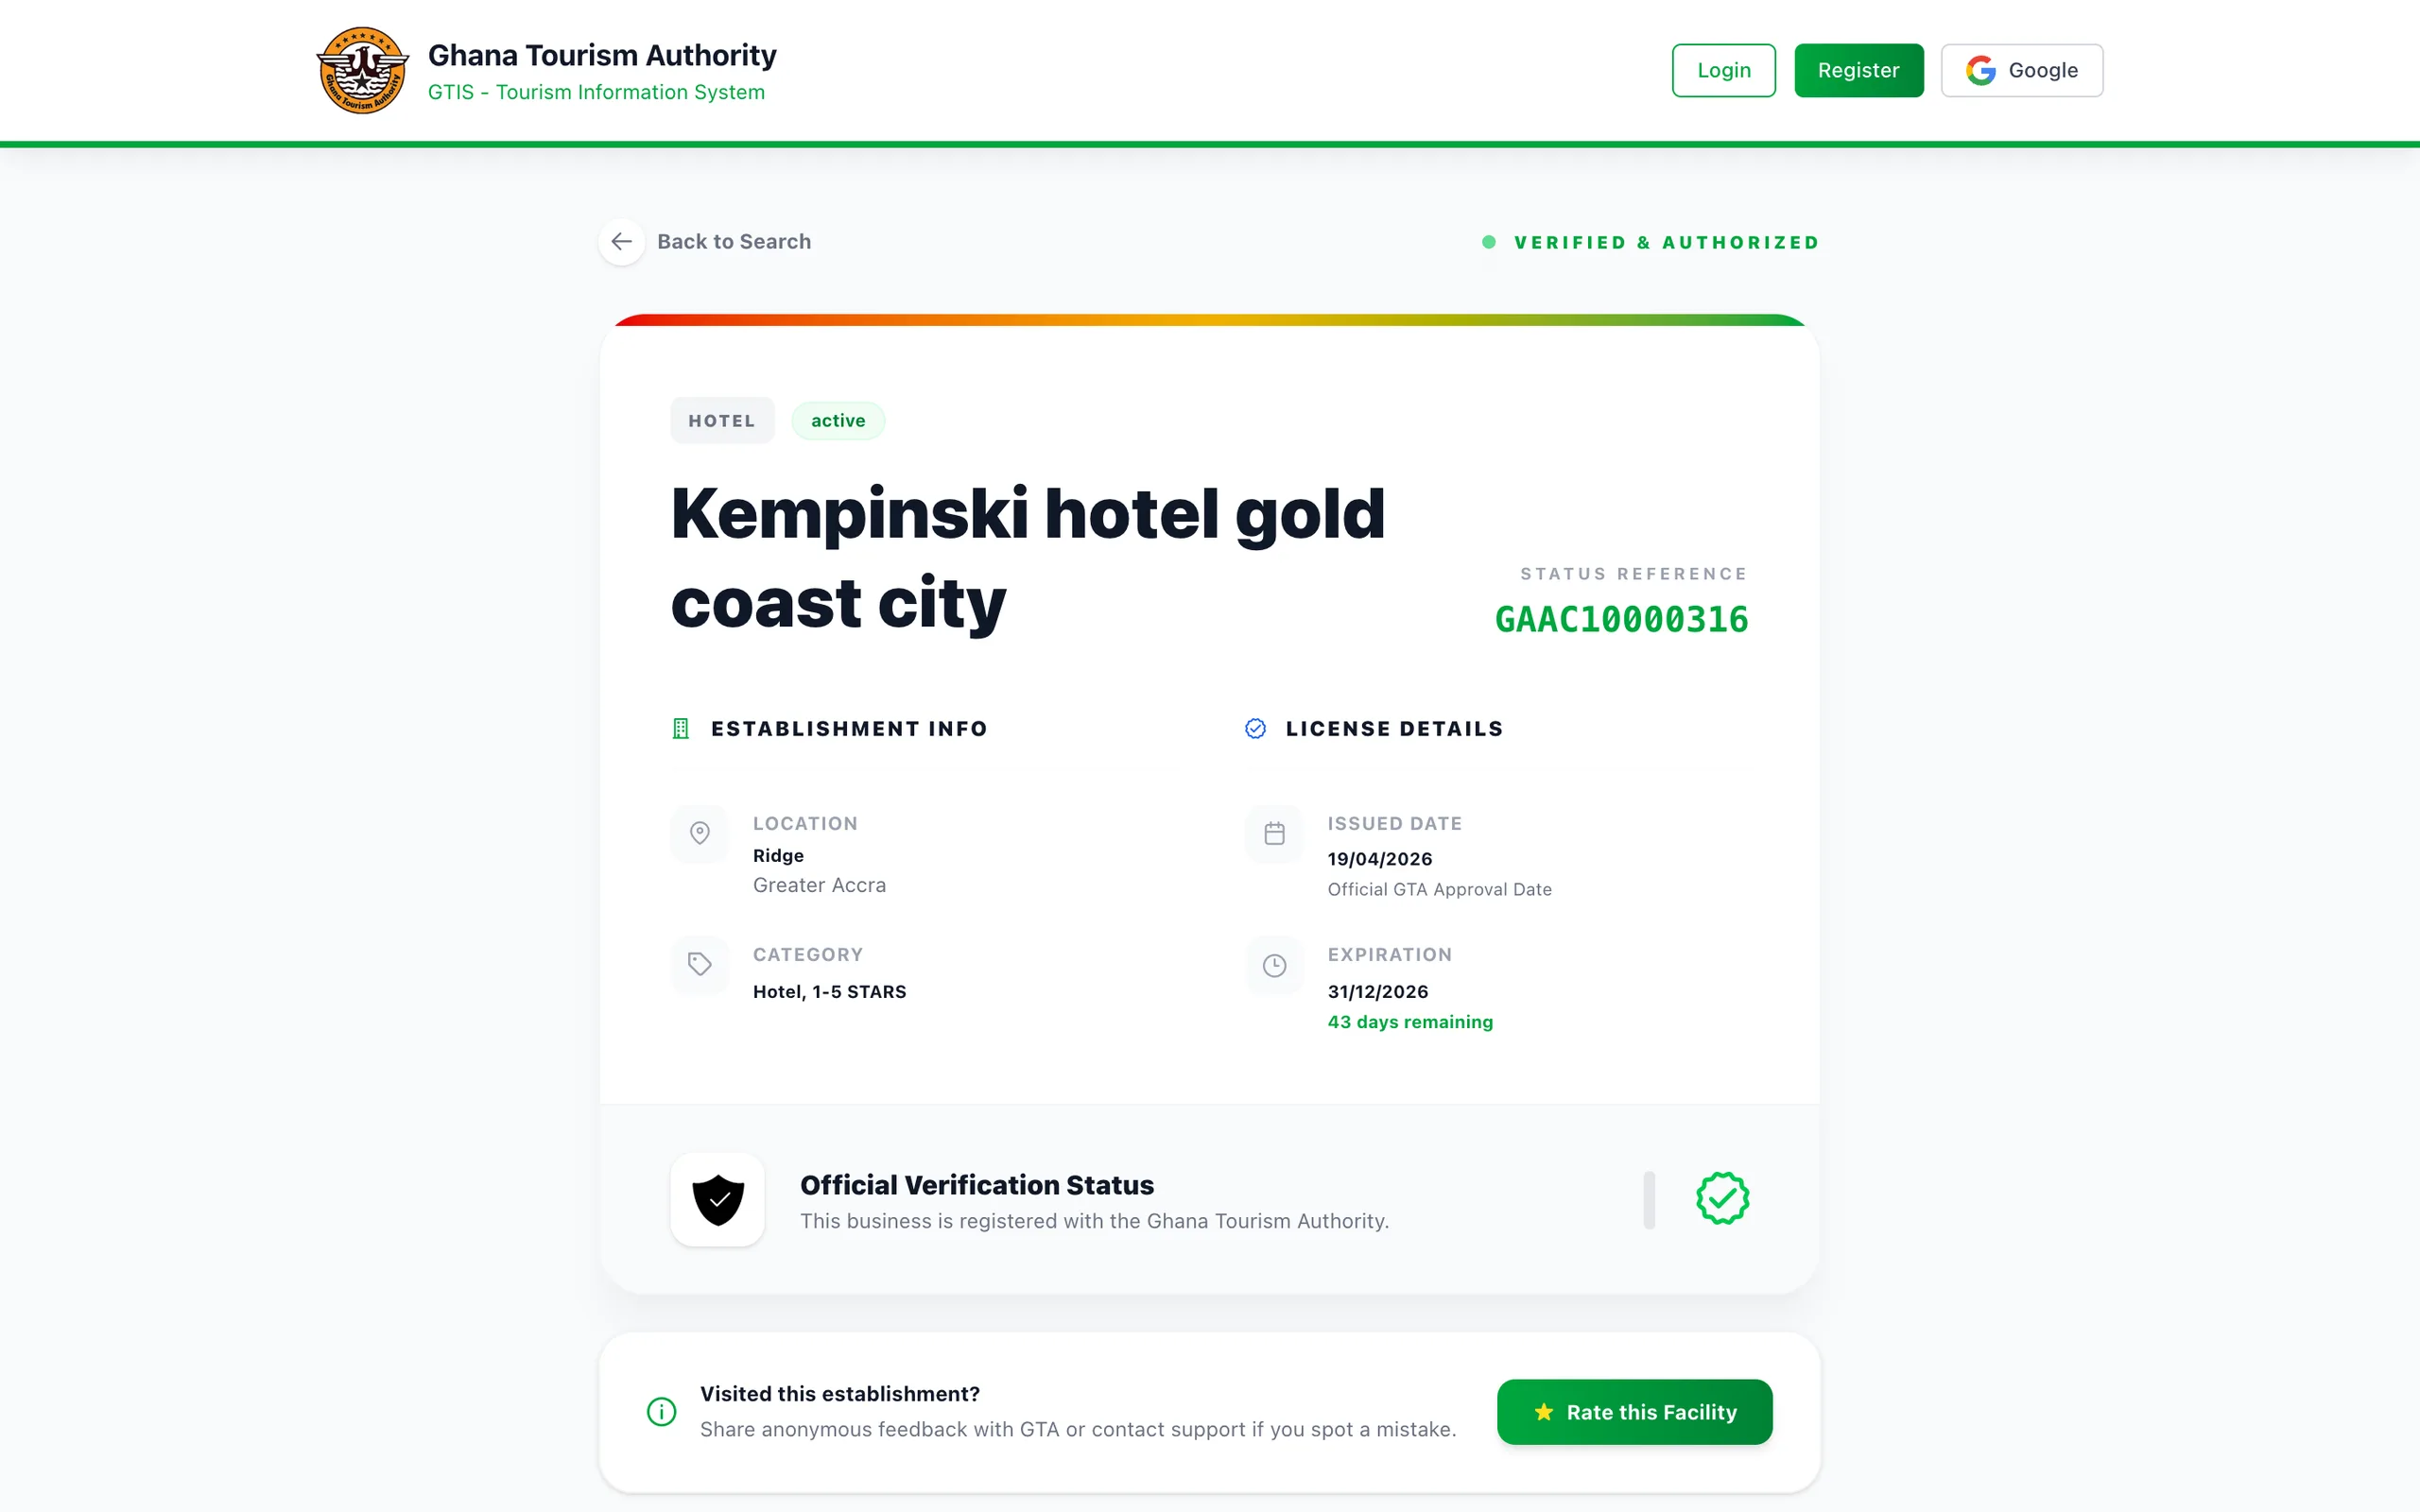 Ghana Tourism Authority
Ghana Tourism Authority
GTIS - Tourism Information System
Login
Register
Google
Back to Search
VERIFIED & AUTHORIZED
HOTEL
active
Kempinski hotel gold
coast city
STATUS REFERENCE
GAAC10000316
ESTABLISHMENT INFO
LOCATION
Ridge
Greater Accra
CATEGORY
Hotel, 1-5 STARS
LICENSE DETAILS
ISSUED DATE
19/04/2026
Official GTA Approval Date
EXPIRATION
31/12/2026
43 days remaining
Official Verification Status
This business is registered with the Ghana Tourism Authority.
Visited this establishment?
Share anonymous feedback with GTA or contact support if you spot a mistake.
Rate this Facility